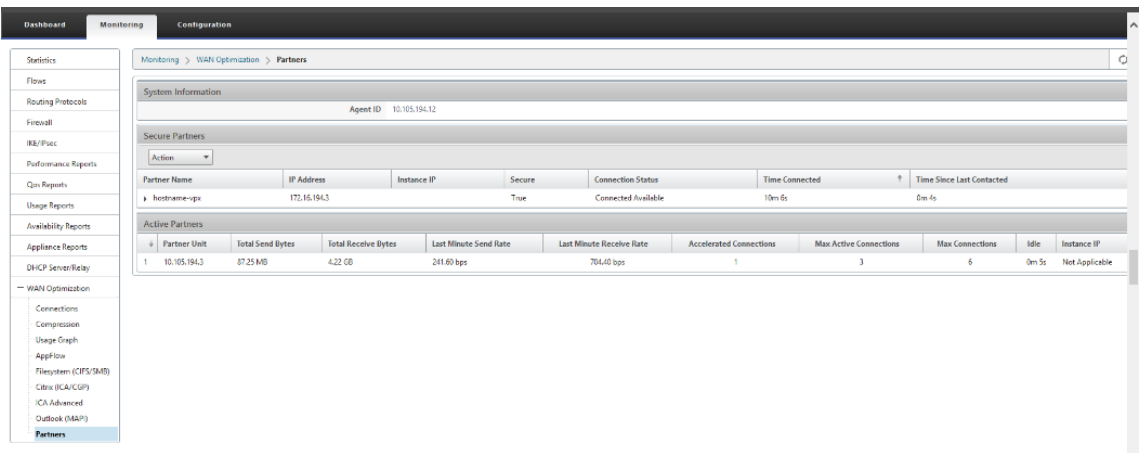 Dashboard Monitoring Configuration
Statistics
Flows
Routing Protocols
Firewall
IKE/IPsec
Performance Reports
Qos Reports
Usage Reports
Availability Reports
Appliance Reports
DHCP Server/Relay
WAN Optimization
Connections
Compression
Usage Graph
AppFlow
Filesystem (CIFS/SMB)
Citrix (ICA/CGP)
ICA Advanced
Outlook (MAPI)
Partners
Monitoring > WAN Optimization > Partners
System Information
Agent ID 10.105.194.12
Secure Partners
Action
Partner Name IP Address Instance IP Secure Connection Status Time Connected Time Since Last Contacted
hostname-vpx 172.16.194.3 True Connected Available 10m 6s 0m 4s
Active Partners
Partner Unit Total Send Bytes Total Receive Bytes Last Minute Send Rate Last Minute Receive Rate Accelerated Connections Max Active Connections Max Connections Idle Instance IP
1 10.105.194.3 87.25 MB 4.22 GB 241.60 bps 704.40 bps 1 3 6 0m 5s Not Applicable